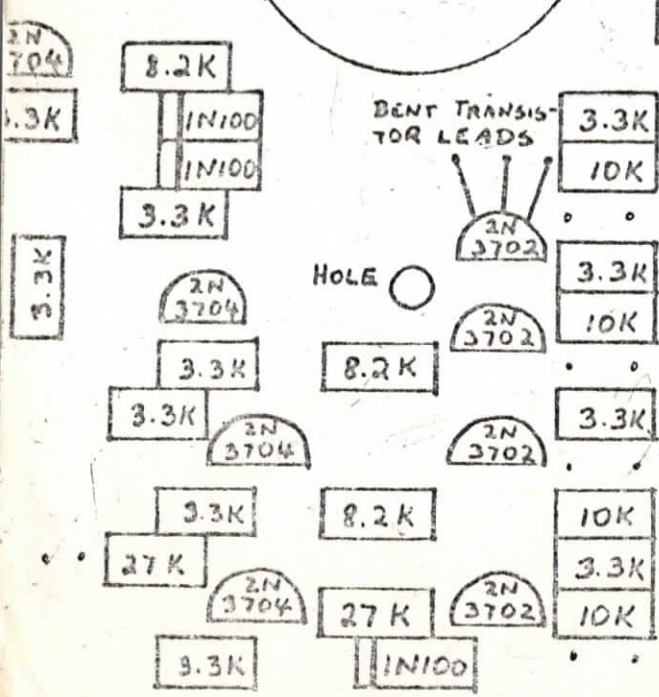 2N
704
8.2K
.3K
1N100
1N100
3.3K
BENT TRANSIS-
TOR LEADS
3.3K
10K
2N
3702
3.3K
HOLE
2N
3704
3.3K
10K
2N
3702
3.3K
8.2K
3.3K
2N
3704
2N
3702
3.3K
3.3K
8.2K
10K
27K
3.3K
2N
3704
27K
2N
3702
10K
3.3K
1N100